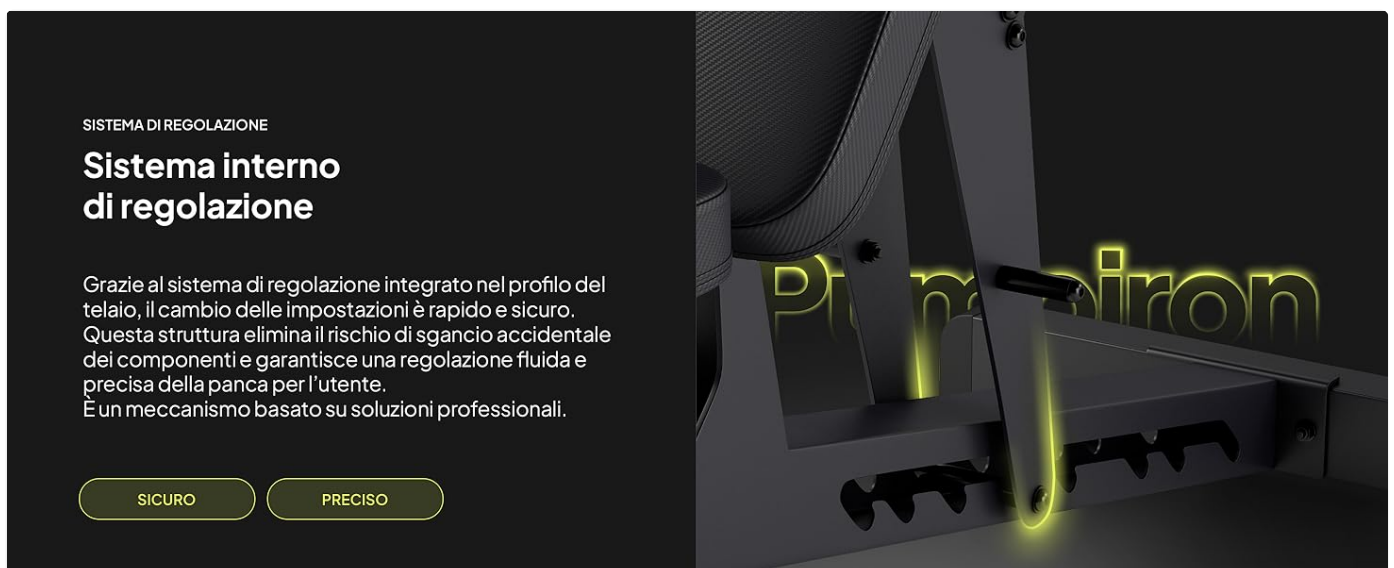 SISTEMA DI REGOLAZIONE
Sistema interno
di regolazione
Grazie al sistema di regolazione integrato nel profilo del
telaio, il cambio delle impostazioni è rapido e sicuro.
Questa struttura elimina il rischio di sgancio accidentale
dei componenti e garantisce una regolazione fluida e
precisa della panca per l’utente.
È un meccanismo basato su soluzioni professionali.
SICURO
PRECISO
Pumpiron